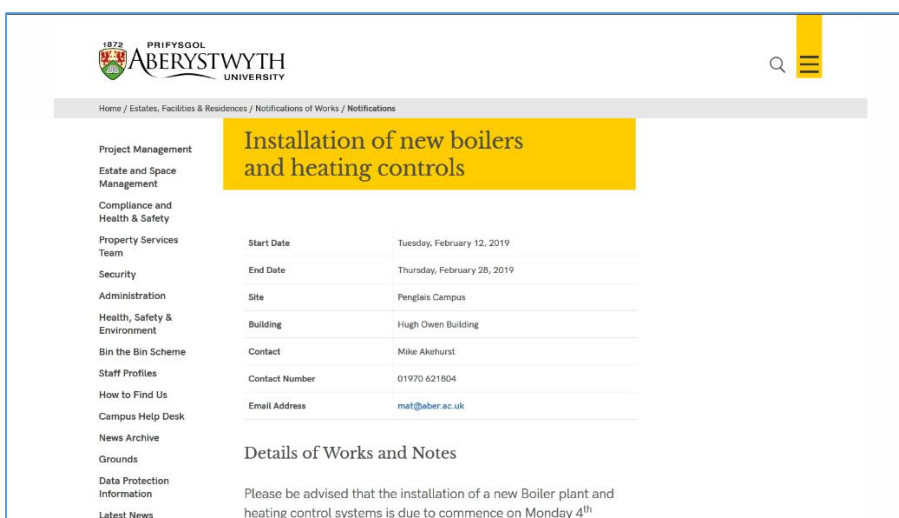 1872 PRIFYSGOL
ABERYSTWYTH
UNIVERSITY
Home / Estates, Facilities & Residences / Notifications of Works / Notifications
Project Management
Estate and Space
Management
Compliance and
Health & Safety
Property Services
Team
Security
Administration
Health, Safety &
Environment
Bin the Bin Scheme
Staff Profiles
How to Find Us
Campus Help Desk
News Archive
Grounds
Data Protection
Information
Latest News
Installation of new boilers
and heating controls
Start Date Tuesday, February 12, 2019
End Date Thursday, February 28, 2019
Site Penglais Campus
Building Hugh Owen Building
Contact Mike Akehurst
Contact Number 01970 621804
Email Address mat@aber.ac.uk
Details of Works and Notes
Please be advised that the installation of a new Boiler plant and
heating control systems is due to commence on Monday 4th